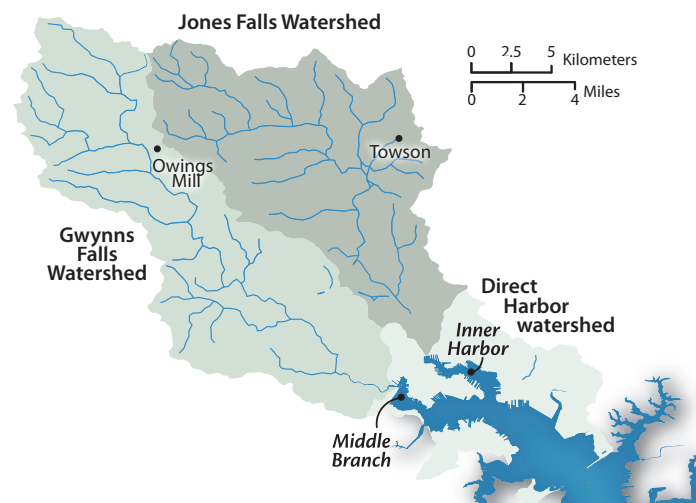 Jones Falls Watershed
0 2.5 5 Kilometers
0 2 4 Miles
Towson
Owings
Mill
Gwynns
Falls
Watershed
Direct
Harbor
watershed
Inner
Harbor
Middle
Branch